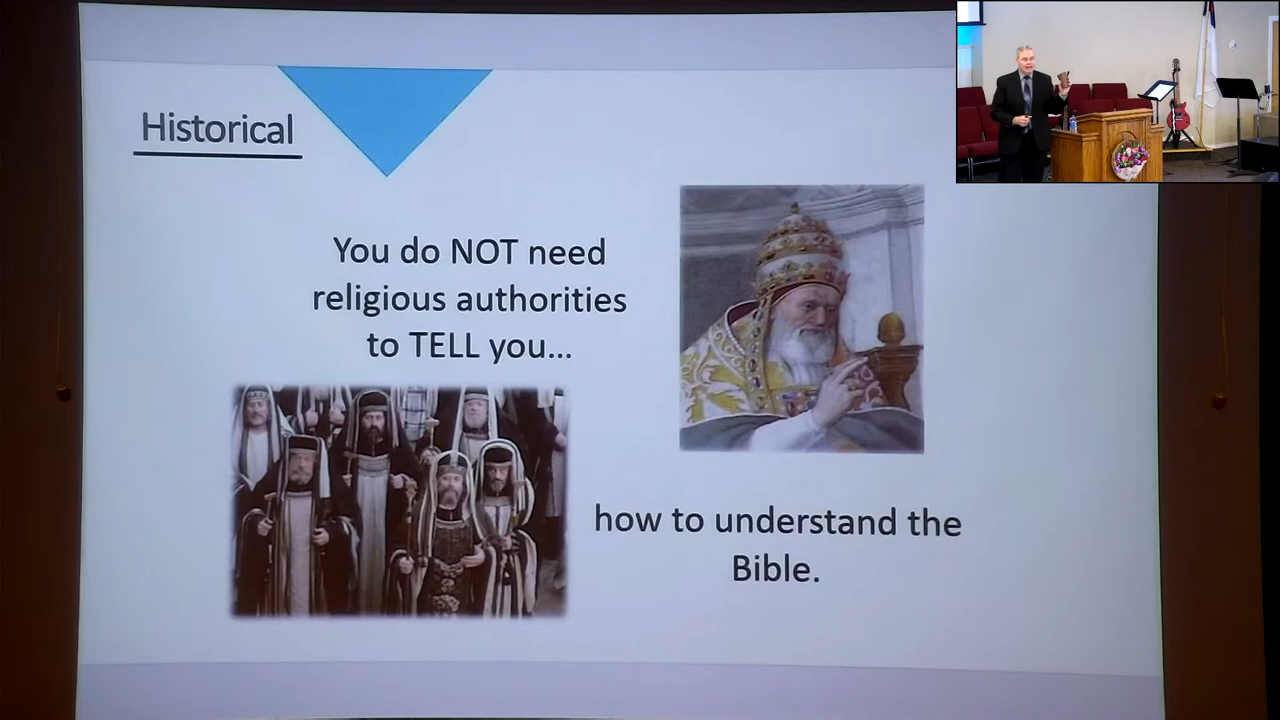 Historical
You do NOT need
religious authorities
to TELL you...
how to understand the
Bible.